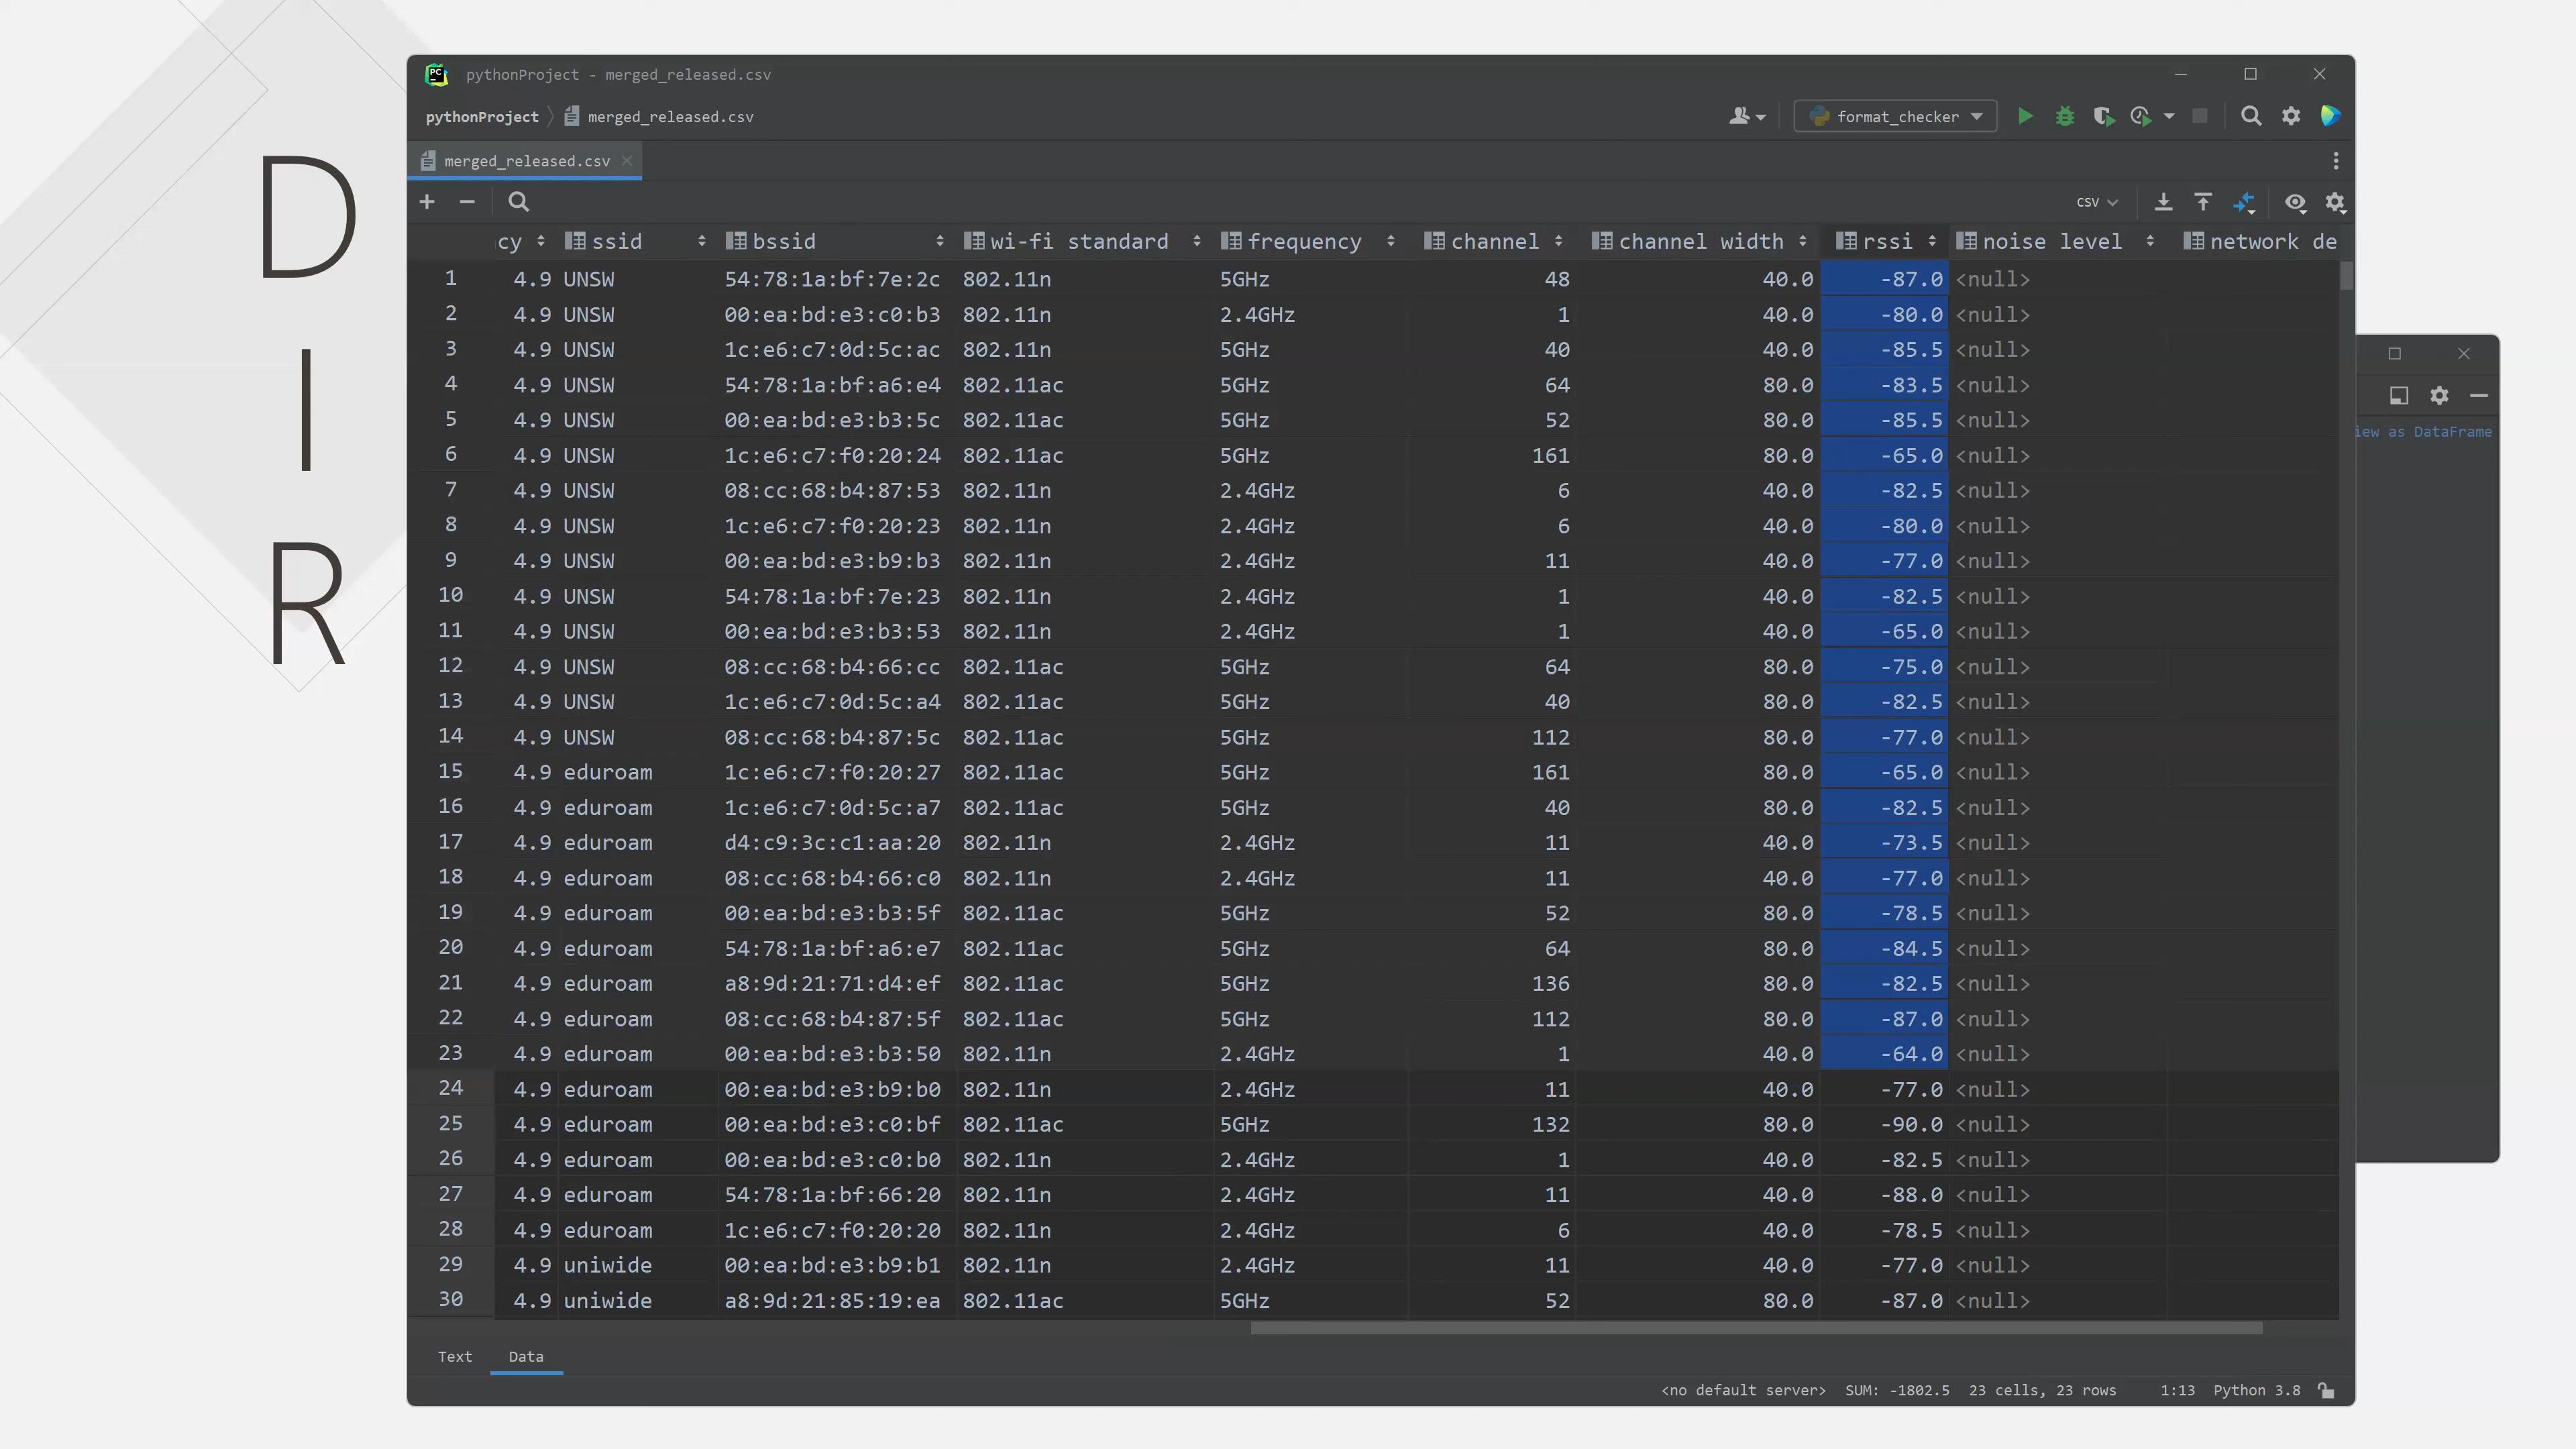 D
I
R
pythonProject - merged_released.csv
pythonProject merged_released.csv format_checker
merged_released.csv
csv
cy ssid bssid wi-fi standard frequency channel channel width rssi noise level network de
1 4.9 UNSW 54:78:1a:bf:7e:2c 802.11n 5GHz 48 40.0 -87.0 <null>
2 4.9 UNSW 00:ea:bd:e3:c0:b3 802.11n 2.4GHz 1 40.0 -80.0 <null>
3 4.9 UNSW 1c:e6:c7:0d:5c:ac 802.11n 5GHz 40 40.0 -85.5 <null>
4 4.9 UNSW 54:78:1a:bf:a6:e4 802.11ac 5GHz 64 80.0 -83.5 <null>
5 4.9 UNSW 00:ea:bd:e3:b3:5c 802.11ac 5GHz 52 80.0 -85.5 <null>
6 4.9 UNSW 1c:e6:c7:f0:20:24 802.11ac 5GHz 161 80.0 -65.0 <null>
7 4.9 UNSW 08:cc:68:b4:87:53 802.11n 2.4GHz 6 40.0 -82.5 <null>
8 4.9 UNSW 1c:e6:c7:f0:20:23 802.11n 2.4GHz 6 40.0 -80.0 <null>
9 4.9 UNSW 00:ea:bd:e3:b9:b3 802.11n 2.4GHz 11 40.0 -77.0 <null>
10 4.9 UNSW 54:78:1a:bf:7e:23 802.11n 2.4GHz 1 40.0 -82.5 <null>
11 4.9 UNSW 00:ea:bd:e3:b3:53 802.11n 2.4GHz 1 40.0 -65.0 <null>
12 4.9 UNSW 08:cc:68:b4:66:cc 802.11ac 5GHz 64 80.0 -75.0 <null>
13 4.9 UNSW 1c:e6:c7:0d:5c:a4 802.11ac 5GHz 40 80.0 -82.5 <null>
14 4.9 UNSW 08:cc:68:b4:87:5c 802.11ac 5GHz 112 80.0 -77.0 <null>
15 4.9 eduroam 1c:e6:c7:f0:20:27 802.11ac 5GHz 161 80.0 -65.0 <null>
16 4.9 eduroam 1c:e6:c7:0d:5c:a7 802.11ac 5GHz 40 80.0 -82.5 <null>
17 4.9 eduroam d4:c9:3c:c1:aa:20 802.11n 2.4GHz 11 40.0 -73.5 <null>
18 4.9 eduroam 08:cc:68:b4:66:c0 802.11n 2.4GHz 11 40.0 -77.0 <null>
19 4.9 eduroam 00:ea:bd:e3:b3:5f 802.11ac 5GHz 52 80.0 -78.5 <null>
20 4.9 eduroam 54:78:1a:bf:a6:e7 802.11ac 5GHz 64 80.0 -84.5 <null>
21 4.9 eduroam a8:9d:21:71:d4:ef 802.11ac 5GHz 136 80.0 -82.5 <null>
22 4.9 eduroam 08:cc:68:b4:87:5f 802.11ac 5GHz 112 80.0 -87.0 <null>
23 4.9 eduroam 00:ea:bd:e3:b3:50 802.11n 2.4GHz 1 40.0 -64.0 <null>
24 4.9 eduroam 00:ea:bd:e3:b9:b0 802.11n 2.4GHz 11 40.0 -77.0 <null>
25 4.9 eduroam 00:ea:bd:e3:c0:bf 802.11ac 5GHz 132 80.0 -90.0 <null>
26 4.9 eduroam 00:ea:bd:e3:c0:b0 802.11n 2.4GHz 1 40.0 -82.5 <null>
27 4.9 eduroam 54:78:1a:bf:66:20 802.11n 2.4GHz 11 40.0 -88.0 <null>
28 4.9 eduroam 1c:e6:c7:f0:20:20 802.11n 2.4GHz 6 40.0 -78.5 <null>
29 4.9 uniwide 00:ea:bd:e3:b9:b1 802.11n 2.4GHz 11 40.0 -77.0 <null>
30 4.9 uniwide a8:9d:21:85:19:ea 802.11ac 5GHz 52 80.0 -87.0 <null>
Text Data
<no default server> SUM: -1802.5 23 cells, 23 rows 1:13 Python 3.8
iew as DataFrame